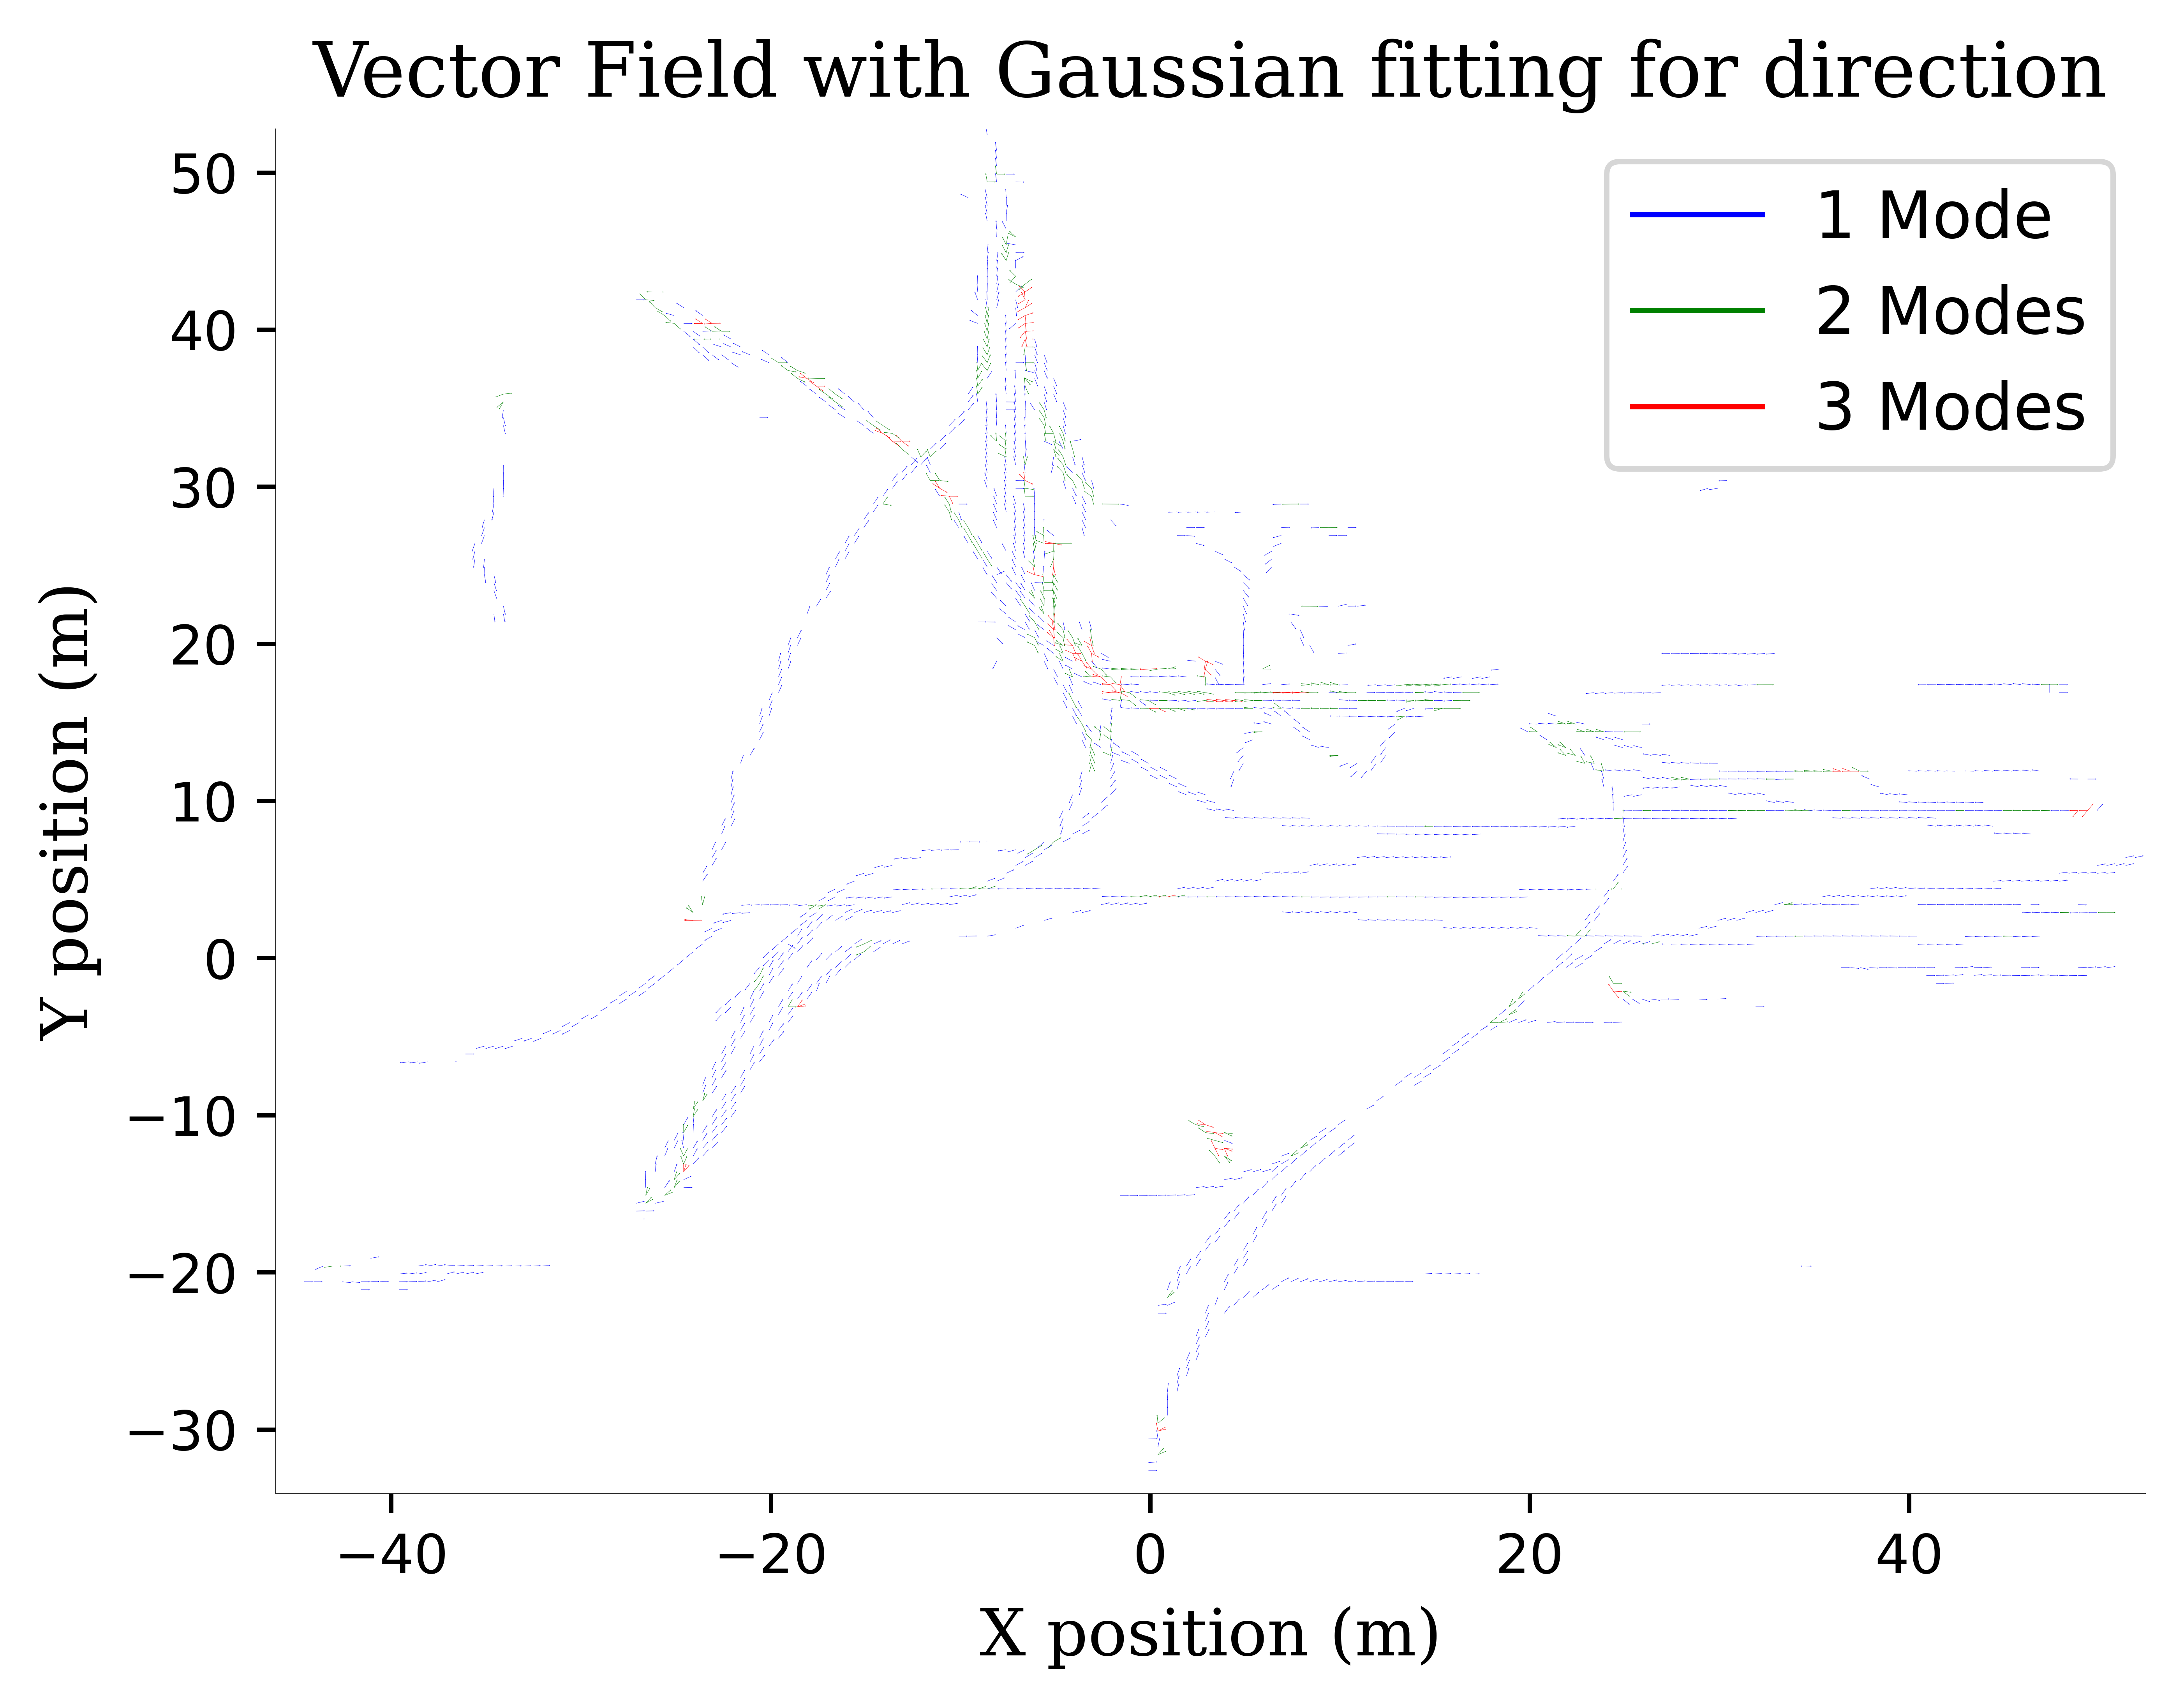 Vector Field with Gaussian fitting for direction
1 Mode
2 Modes
3 Modes
50
40
30
20
10
0
−10
−20
−30
Y position (m)
−40
−20
0
20
40
X position (m)